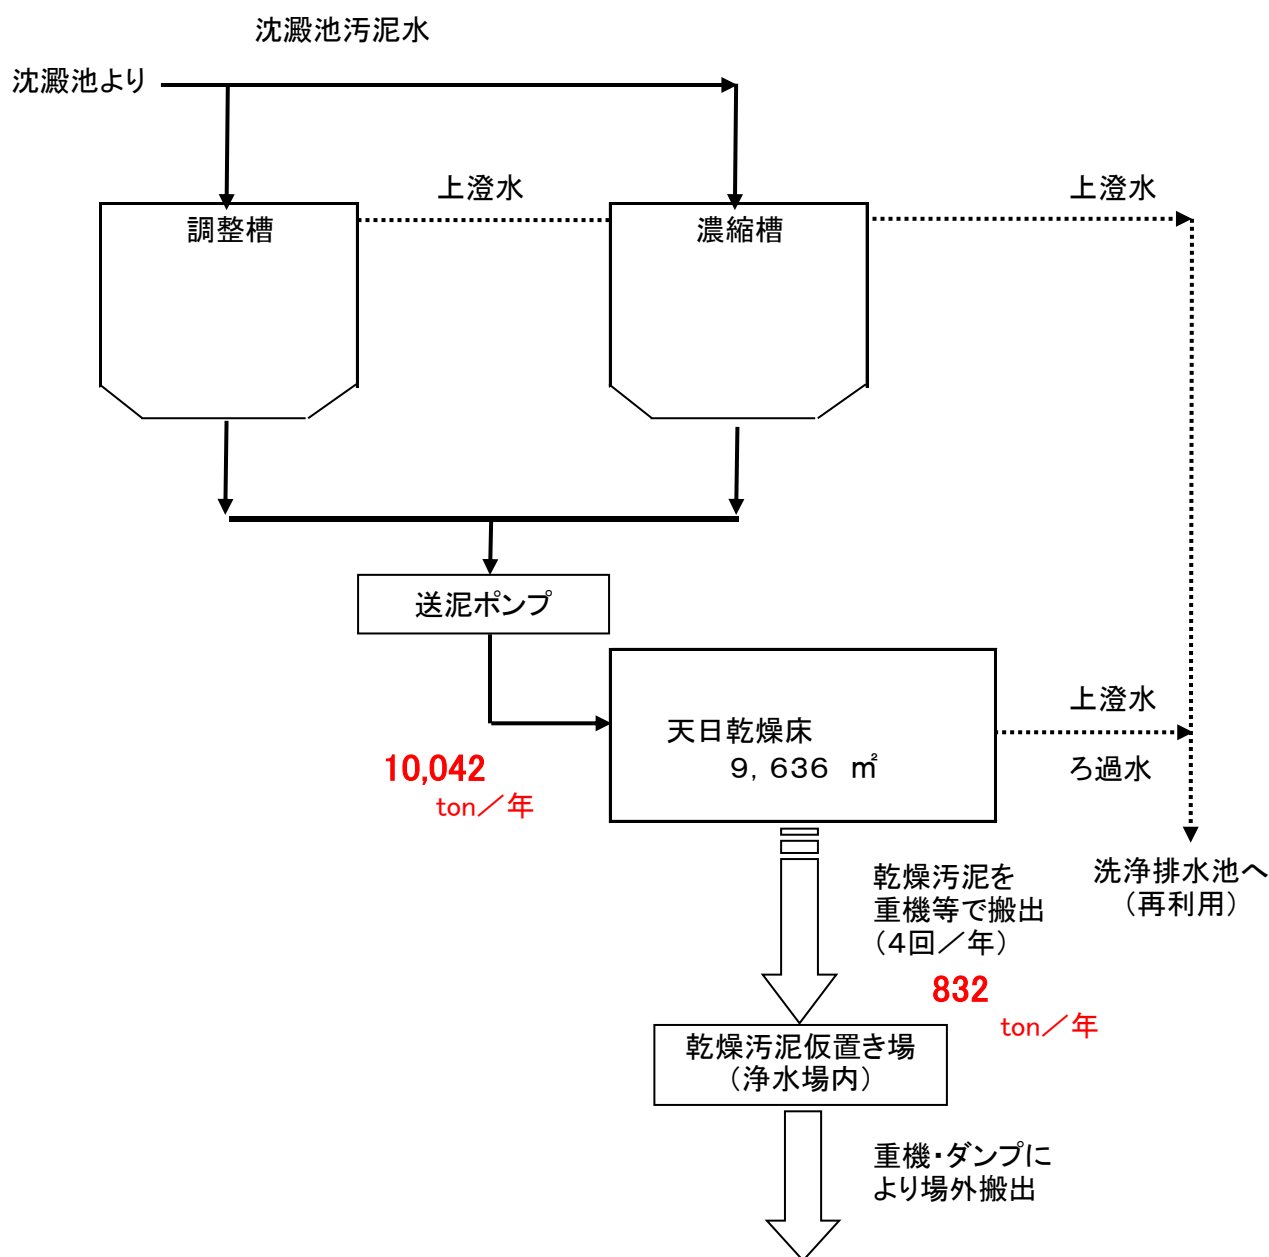 沈澱池汚泥水
沈澱池より
上澄水
上澄水
調整槽
濃縮槽
送泥ポンプ
天日乾燥床
９，６３６　㎡
上澄水
ろ過水
10,042
ton／年
乾燥汚泥を
重機等で搬出
（４回／年）
洗浄排水池へ
（再利用）
832
ton／年
乾燥汚泥仮置き場
（浄水場内）
重機・ダンプに
より場外搬出